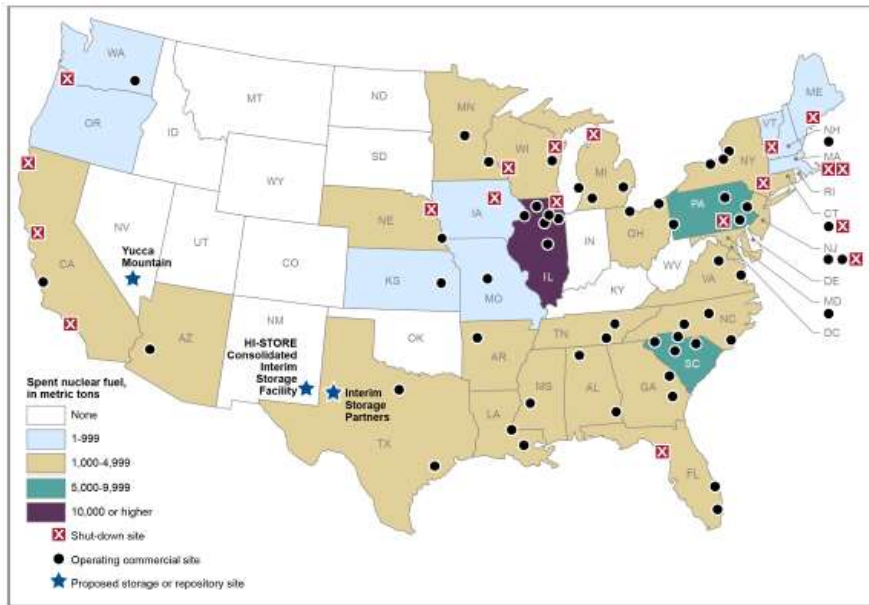 WA
MT
ND
MN
ME
VT
NH
OR
ID
SD
WI
MI
NY
MA
RI
WY
CT
NE
IA
PA
NJ
NV
UT
CO
IL
IN
OH
DE
Yucca
Mountain
CA
KS
MO
WV
VA
MD
KY
DC
AZ
NM
OK
AR
TN
NC
HI-STORE
Consolidated
Interim
Storage
Facility
Interim
Storage
Partners
SC
MS
AL
GA
TX
LA
FL
Spent nuclear fuel,
in metric tons
None
1-999
1,000-4,999
5,000-9,999
10,000 or higher
Shut-down site
Operating commercial site
Proposed storage or repository site